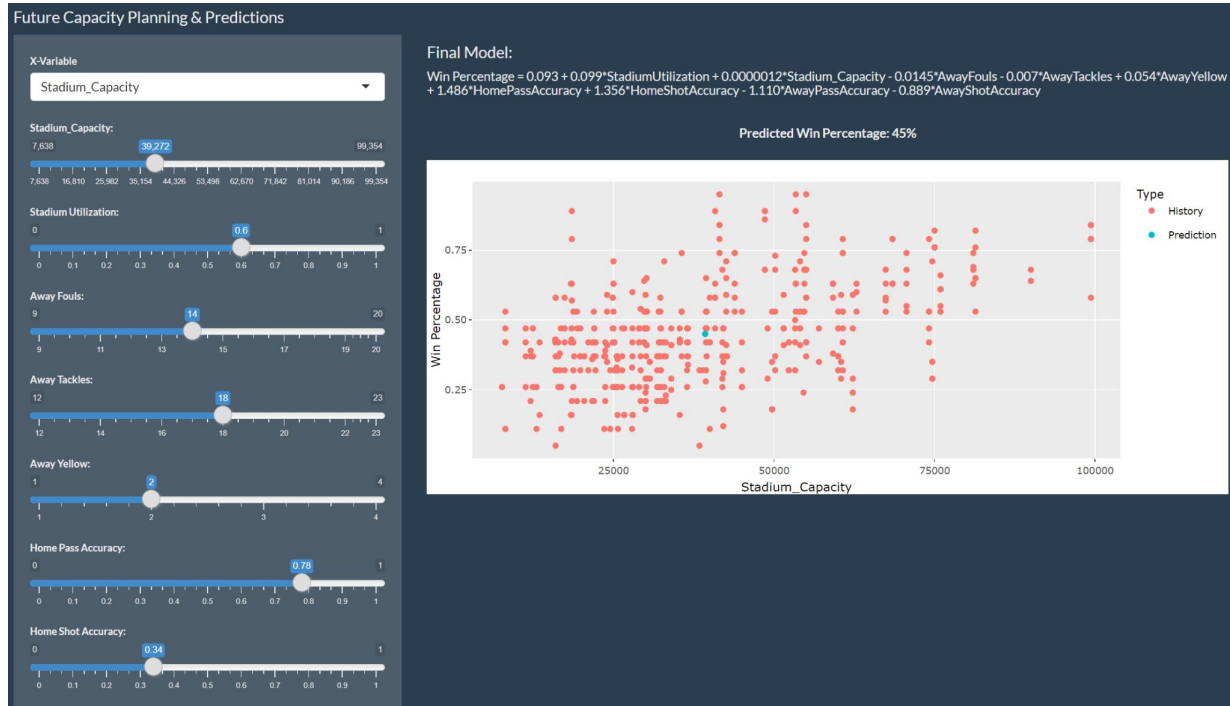 Future Capacity Planning & Predictions
X-Variable
Stadium_Capacity
Stadium_Capacity:
7,638 39,272 99,354
7,638 16,810 25,982 35,154 44,326 53,498 62,670 71,842 81,014 90,186 99,354
Stadium Utilization:
0 0.6 1
0 0.1 0.2 0.3 0.4 0.5 0.6 0.7 0.8 0.9 1
Away Fouls:
9 14 20
9 11 13 15 17 19 20
Away Tackles:
12 18 23
12 14 16 18 20 22 23
Away Yellow:
1 2 4
1 2 3 4
Home Pass Accuracy:
0 0.78 1
0 0.1 0.2 0.3 0.4 0.5 0.6 0.7 0.8 0.9 1
Home Shot Accuracy:
0 0.34 1
0 0.1 0.2 0.3 0.4 0.5 0.6 0.7 0.8 0.9 1
Final Model:
Win Percentage = 0.093 + 0.099*StadiumUtilization + 0.0000012*Stadium_Capacity - 0.0145*AwayFouls - 0.007*AwayTackles + 0.054*AwayYellow
+ 1.486*HomePassAccuracy + 1.356*HomeShotAccuracy - 1.110*AwayPassAccuracy - 0.889*AwayShotAccuracy
Predicted Win Percentage: 45%
Type
History
Prediction
Win Percentage
0.75
0.50
0.25
25000 50000 75000 100000
Stadium_Capacity